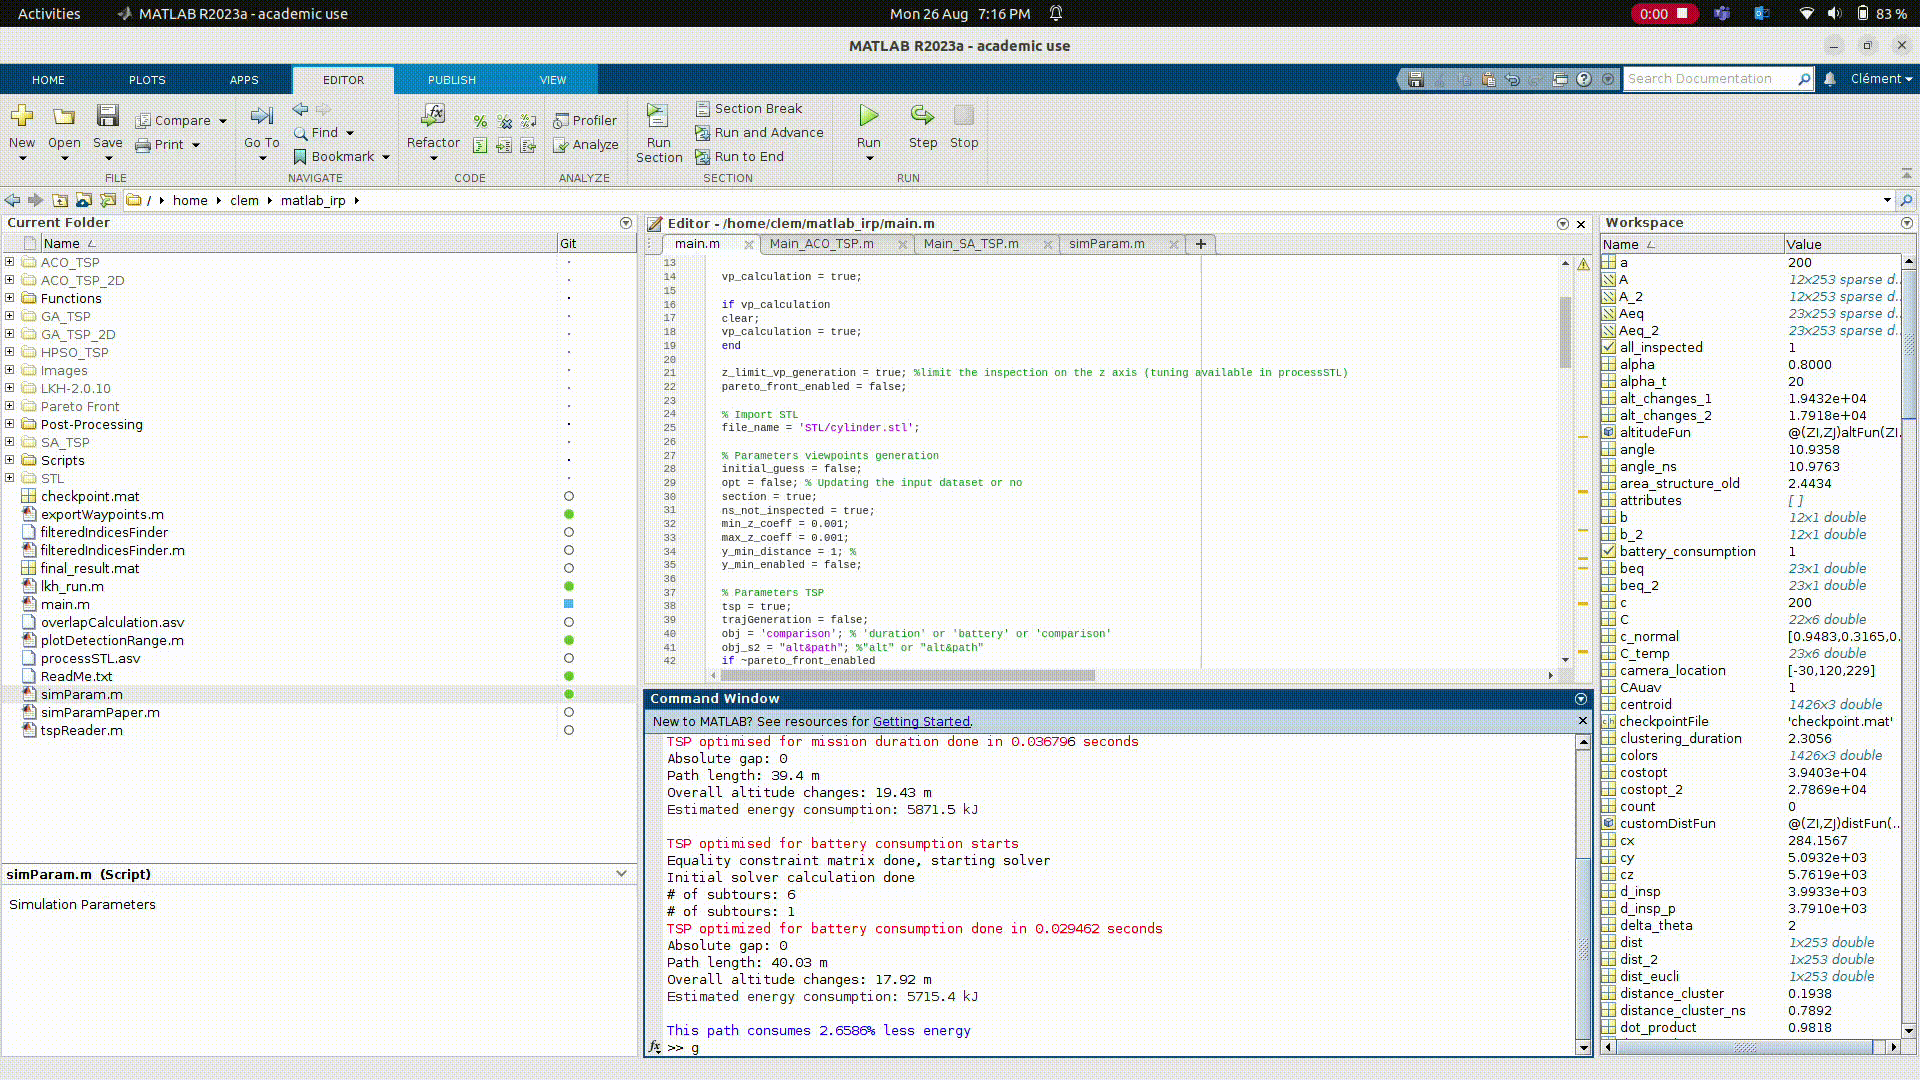 Activities MATLAB R2023a - academic use Mon 26 Aug 7:16 PM 0:00 83 %
MATLAB R2023a - academic use
HOME PLOTS APPS EDITOR PUBLISH VIEW Search Documentation Clément
New Open Save Compare Print Go To Find Bookmark Refactor Profiler Analyze Run Section Section Break Run and Advance Run to End Run Step Stop
FILE NAVIGATE CODE ANALYZE SECTION RUN
/ home clem matlab_irp
Current Folder
Name Git
ACO_TSP
ACO_TSP_2D
Functions
GA_TSP
GA_TSP_2D
HPSO_TSP
Images
LKH-2.0.10
Pareto Front
Post-Processing
SA_TSP
Scripts
STL
checkpoint.mat
exportWaypoints.m
filteredIndicesFinder
filteredIndicesFinder.m
final_result.mat
lkh_run.m
main.m
overlapCalculation.asv
plotDetectionRange.m
processSTL.asv
ReadMe.txt
simParam.m
simParamPaper.m
tspReader.m
simParam.m (Script)
Simulation Parameters
Editor - /home/clem/matlab_irp/main.m
main.m Main_ACO_TSP.m Main_SA_TSP.m simParam.m
13
14 vp_calculation = true;
15
16 if vp_calculation
17 clear;
18 vp_calculation = true;
19 end
20
21 z_limit_vp_generation = true; %limit the inspection on the z axis (tuning available in processSTL)
22 pareto_front_enabled = false;
23
24 % Import STL
25 file_name = 'STL/cylinder.stl';
26
27 % Parameters viewpoints generation
28 initial_guess = false;
29 opt = false; % Updating the input dataset or no
30 section = true;
31 ns_not_inspected = true;
32 min_z_coeff = 0.001;
33 max_z_coeff = 0.001;
34 y_min_distance = 1; %
35 y_min_enabled = false;
36
37 % Parameters TSP
38 tsp = true;
39 trajGeneration = false;
40 obj = 'comparison'; % 'duration' or 'battery' or 'comparison'
41 obj_s2 = "alt&path"; %"alt" or "alt&path"
42 if ~pareto_front_enabled
Command Window
New to MATLAB? See resources for Getting Started.
TSP optimised for mission duration done in 0.036796 seconds
Absolute gap: 0
Path length: 39.4 m
Overall altitude changes: 19.43 m
Estimated energy consumption: 5871.5 kJ
TSP optimised for battery consumption starts
Equality constraint matrix done, starting solver
Initial solver calculation done
# of subtours: 6
# of subtours: 1
TSP optimized for battery consumption done in 0.029462 seconds
Absolute gap: 0
Path length: 40.03 m
Overall altitude changes: 17.92 m
Estimated energy consumption: 5715.4 kJ
This path consumes 2.6586% less energy
fx >> g
Workspace
Name Value
a 200
A 12x253 sparse d...
A_2 12x253 sparse d...
Aeq 23x253 sparse d...
Aeq_2 23x253 sparse d...
all_inspected 1
alpha 0.8000
alpha_t 20
alt_changes_1 1.9432e+04
alt_changes_2 1.7918e+04
altitudeFun @(ZI,ZJ)altFun(ZI...
angle 10.9358
angle_ns 10.9763
area_structure_old 2.4434
attributes []
b 12x1 double
b_2 12x1 double
battery_consumption 1
beq 23x1 double
beq_2 23x1 double
c 200
C 22x6 double
c_normal [0.9483,0.3165,0...
C_temp 23x6 double
camera_location [-30,120,229]
CAuav 1
centroid 1426x3 double
checkpointFile 'checkpoint.mat'
clustering_duration 2.3056
colors 1426x3 double
costopt 3.9403e+04
costopt_2 2.7869e+04
count 0
customDistFun @(ZI,ZJ)distFun(...
cx 284.1567
cy 5.0932e+03
cz 5.7619e+03
d_insp 3.9933e+03
d_insp_p 3.7910e+03
delta_theta 2
dist 1x253 double
dist_2 1x253 double
dist_eucli 1x253 double
distance_cluster 0.1938
distance_cluster_ns 0.7892
dot_product 0.9818